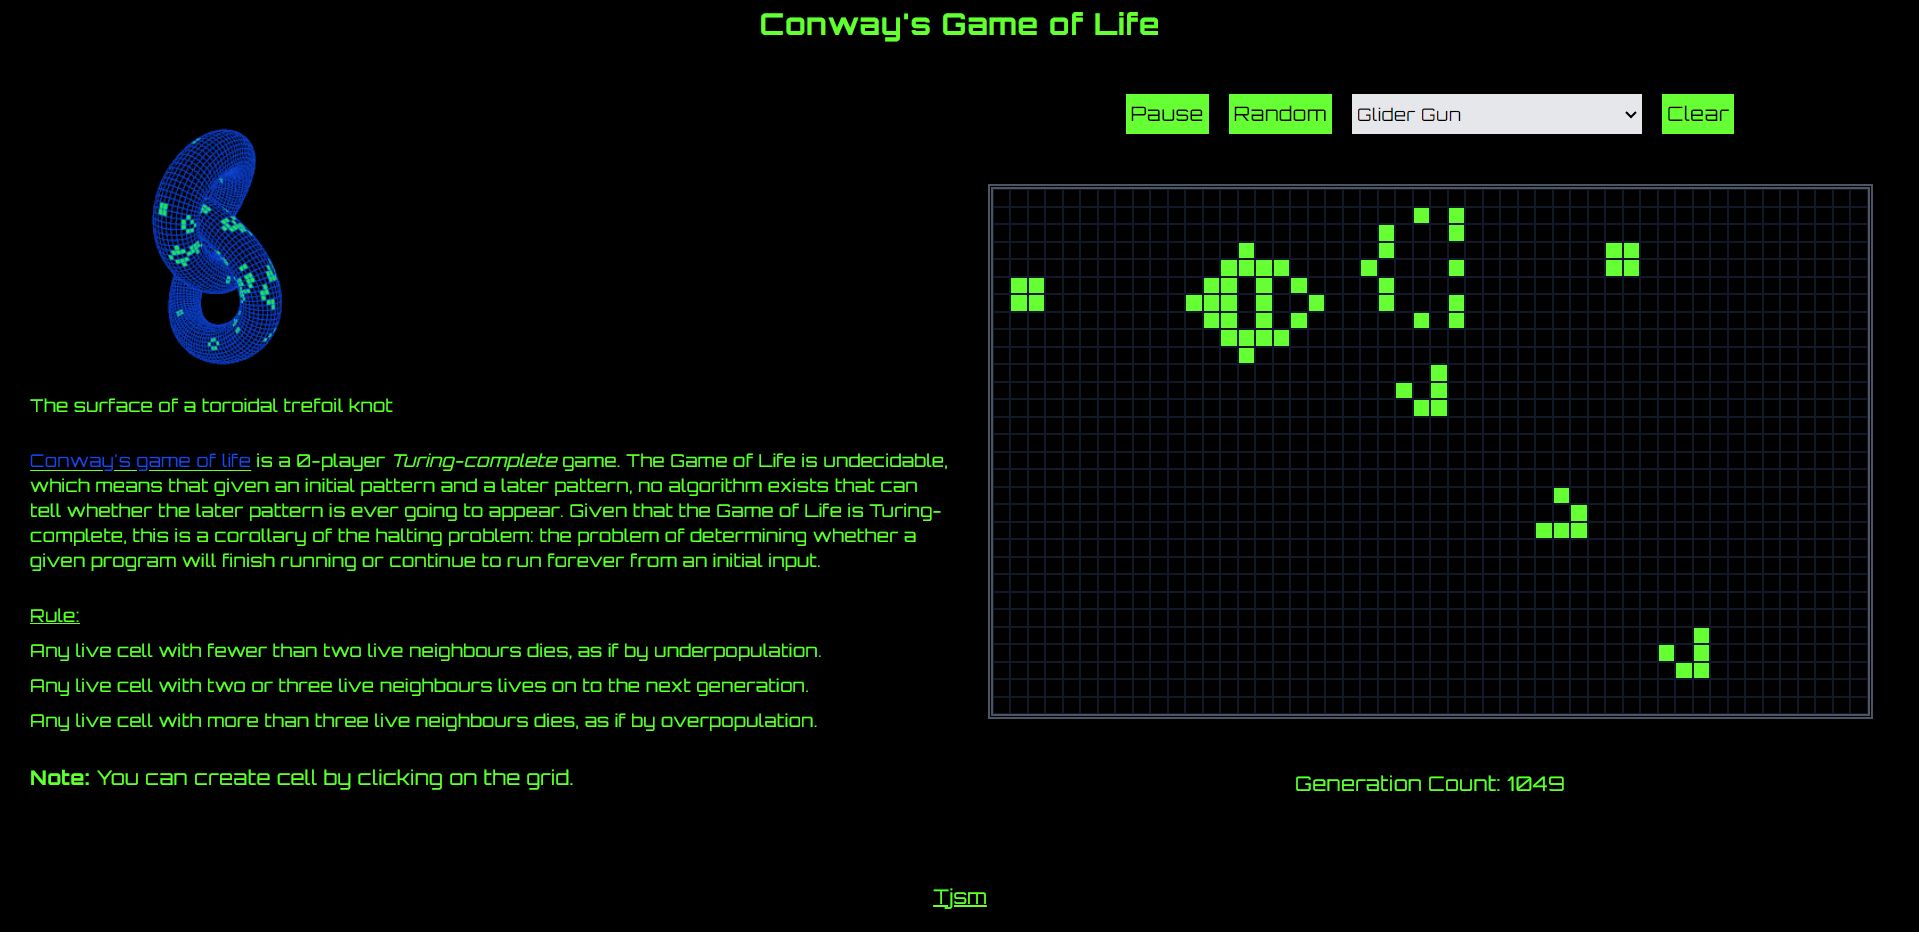 Conway's Game of Life
Pause Random Glider Gun Clear
The surface of a toroidal trefoil knot
Conway's game of life is a 0-player Turing-complete game. The Game of Life is undecidable,
which means that given an initial pattern and a later pattern, no algorithm exists that can
tell whether the later pattern is ever going to appear. Given that the Game of Life is Turing-
complete, this is a corollary of the halting problem: the problem of determining whether a
given program will finish running or continue to run forever from an initial input.
Rule:
Any live cell with fewer than two live neighbours dies, as if by underpopulation.
Any live cell with two or three live neighbours lives on to the next generation.
Any live cell with more than three live neighbours dies, as if by overpopulation.
Note: You can create cell by clicking on the grid.
Generation Count: 1049
Tjsm